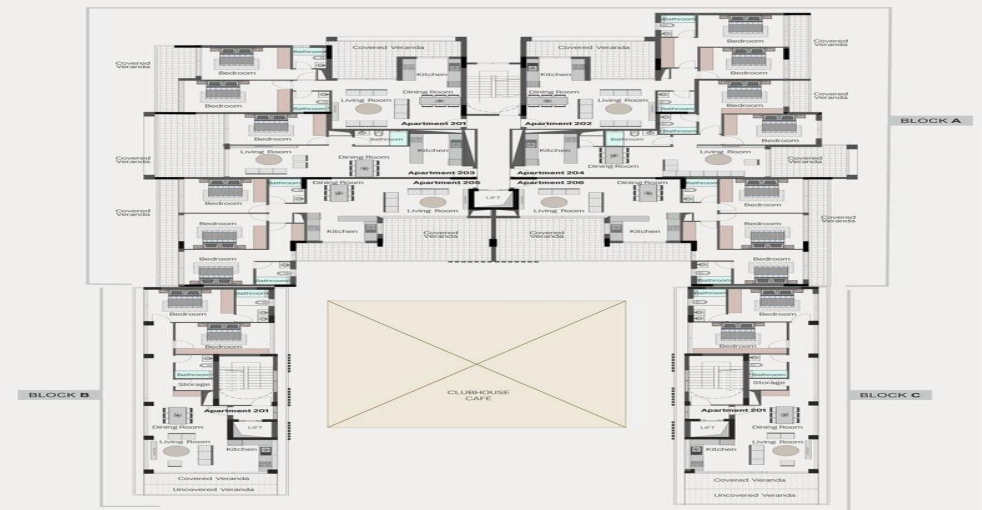 Bathroom
Bedroom
Covered
Veranda
Covered Veranda
Covered Veranda
Bathroom
Covered
Veranda
Bedroom
Kitchen
Kitchen
Bedroom
Dining Room
Dining Room
Bathroom
Bedroom
Living Room
Living Room
Bathroom
Bedroom
Covered
Veranda
Apartment 201
Apartment 202
Bathroom
BLOCK A
Bedroom
Bathroom
Kitchen
Kitchen
Bathroom
Bedroom
Living Room
Dining Room
Dining Room
Living Room
Covered
Veranda
Covered
Veranda
Apartment 203
Apartment 204
Bathroom
Dining Room
Apartment 205
Apartment 206
Dining Room
Bathroom
Bedroom
Bedroom
LIFT
Covered
Veranda
Living Room
Living Room
Covered
Veranda
Bedroom
Kitchen
Covered
Veranda
Covered
Veranda
Kitchen
Bedroom
Bedroom
Bathroom
Bathroom
Bedroom
Bathroom
Bathroom
Bedroom
Bedroom
Bedroom
Bedroom
Bathroom
Bathroom
Storage
Storage
CLUBHOUSE
CAFÉ
BLOCK B
BLOCK C
Apartment 201
Apartment 201
Dining Room
LIFT
LIFT
Dining Room
Living Room
Kitchen
Kitchen
Living Room
Covered Veranda
Covered Veranda
Uncovered Veranda
Uncovered Veranda